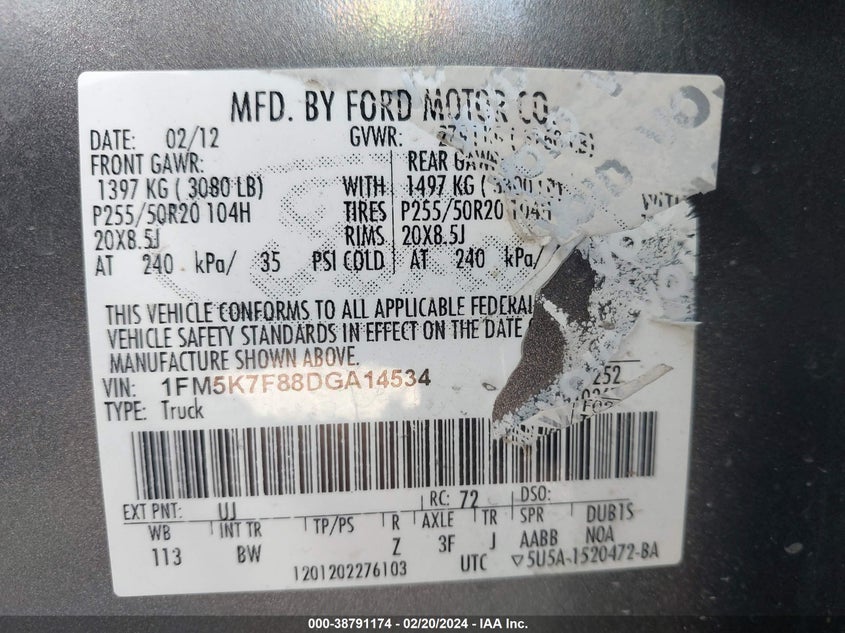 MFD. BY FORD MOTOR CO.
DATE: 02/12 GVWR:
FRONT GAWR: REAR GAWR
1397 KG ( 3080 LB) WITH 1497 KG (
P255/50R20 104H TIRES P255/50R20 104H
20X8.5J RIMS 20X8.5J
AT 240 kPa/ 35 PSI COLD AT 240 kPa/
THIS VEHICLE CONFORMS TO ALL APPLICABLE FEDERAL
VEHICLE SAFETY STANDARDS IN EFFECT ON THE DATE
MANUFACTURE SHOWN ABOVE.
VIN: 1FM5K7F88DGA14534 252
TYPE: Truck
EXT PNT: UJ RC: 72 DSO:
WB INT TR TP/PS R AXLE TR SPR DUB1S
113 BW Z 3F J AABB NOA
1201202276103 UTC ▽5U5A-1520472-BA
000-38791174 - 02/20/2024 - IAA Inc.